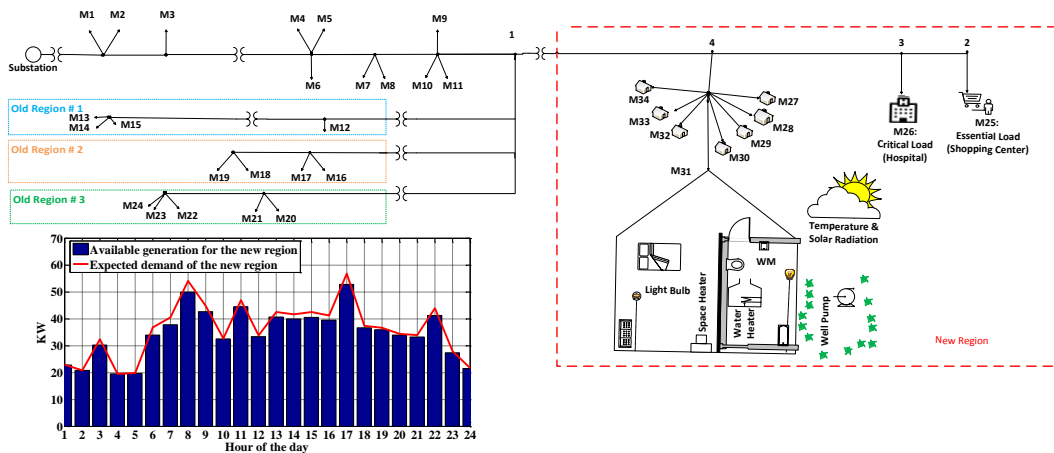 M1
M2
M3
M4
M5
M9
1
Substation
M6
M7
M8
M10
M11
Old Region # 1
M13
M14
M15
M12
Old Region # 2
M19
M18
M17
M16
Old Region # 3
M24
M23
M22
M21
M20
4
3
2
M34
M27
M33
M28
M32
M29
M30
M31
M26:
Critical Load
(Hospital)
M25:
Essential Load
(Shopping Center)
Temperature &
Solar Radiation
WM
Light Bulb
Space Heater
Water
Heater
Well Pump
New Region
Available generation for the new region
Expected demand of the new region
KW
70
60
50
40
30
20
10
0
1 2 3 4 5 6 7 8 9 10 11 12 13 14 15 16 17 18 19 20 21 22 23 24
Hour of the day